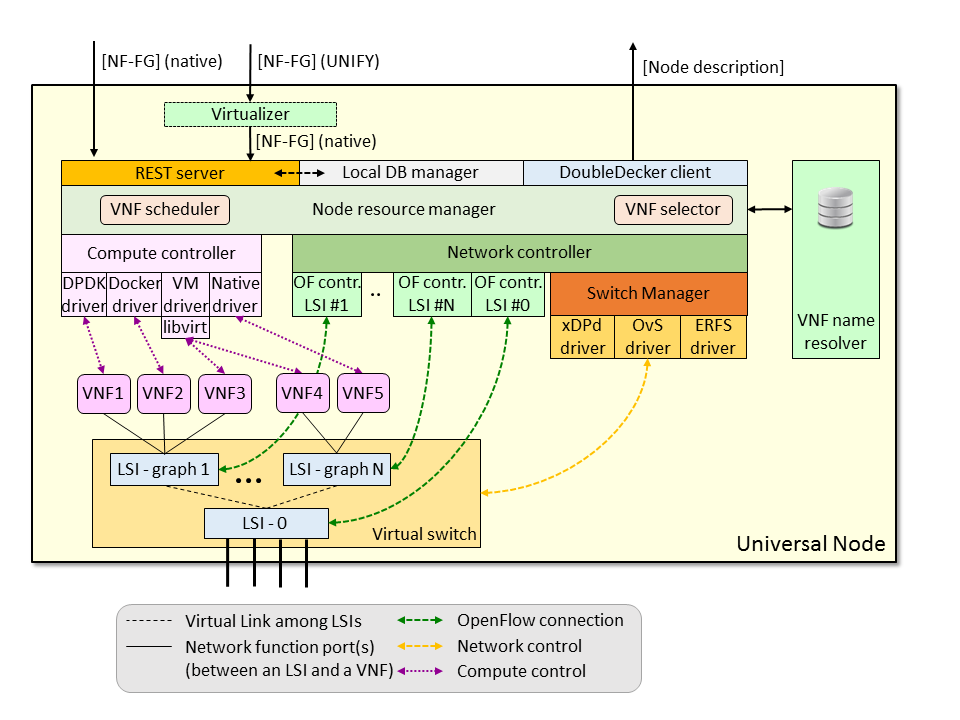 [NF-FG] (native)
[NF-FG] (UNIFY)
[Node description]
Virtualizer
[NF-FG] (native)
REST server
Local DB manager
DoubleDecker client
VNF scheduler
Node resource manager
VNF selector
Compute controller
Network controller
DPDK
driver
Docker
driver
VM
driver
libvirt
Native
driver
OF contr.
LSI #1
..
OF contr.
LSI #N
OF contr.
LSI #0
Switch Manager
xDPd
driver
OvS
driver
ERFS
driver
VNF name
resolver
VNF1
VNF2
VNF3
VNF4
VNF5
LSI - graph 1
...
LSI - graph N
LSI - 0
Virtual switch
Universal Node
Virtual Link among LSIs
Network function port(s)
(between an LSI and a VNF)
OpenFlow connection
Network control
Compute control